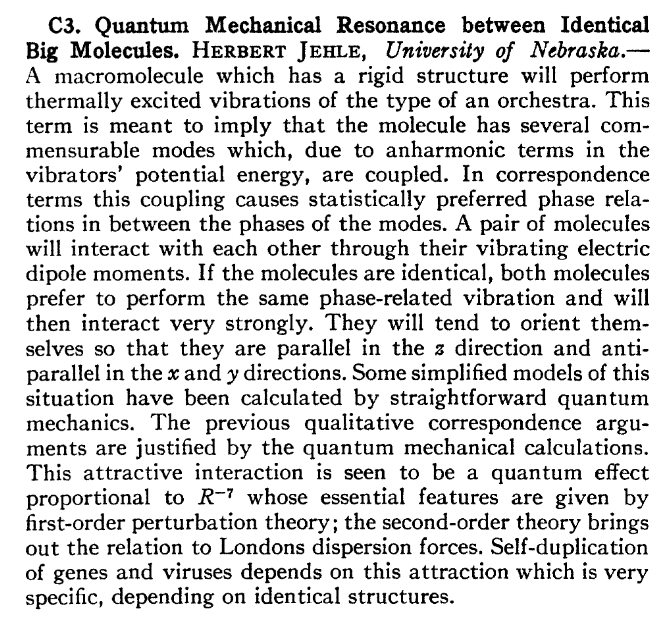 C3. Quantum Mechanical Resonance between Identical
Big Molecules. HERBERT JEHLE, University of Nebraska.—
A macromolecule which has a rigid structure will perform
thermally excited vibrations of the type of an orchestra. This
term is meant to imply that the molecule has several com-
mensurable modes which, due to anharmonic terms in the
vibrators' potential energy, are coupled. In correspondence
terms this coupling causes statistically preferred phase rela-
tions in between the phases of the modes. A pair of molecules
will interact with each other through their vibrating electric
dipole moments. If the molecules are identical, both molecules
prefer to perform the same phase-related vibration and will
then interact very strongly. They will tend to orient them-
selves so that they are parallel in the z direction and anti-
parallel in the x and y directions. Some simplified models of this
situation have been calculated by straightforward quantum
mechanics. The previous qualitative correspondence argu-
ments are justified by the quantum mechanical calculations.
This attractive interaction is seen to be a quantum effect
proportional to R⁻⁷ whose essential features are given by
first-order perturbation theory; the second-order theory brings
out the relation to Londons dispersion forces. Self-duplication
of genes and viruses depends on this attraction which is very
specific, depending on identical structures.